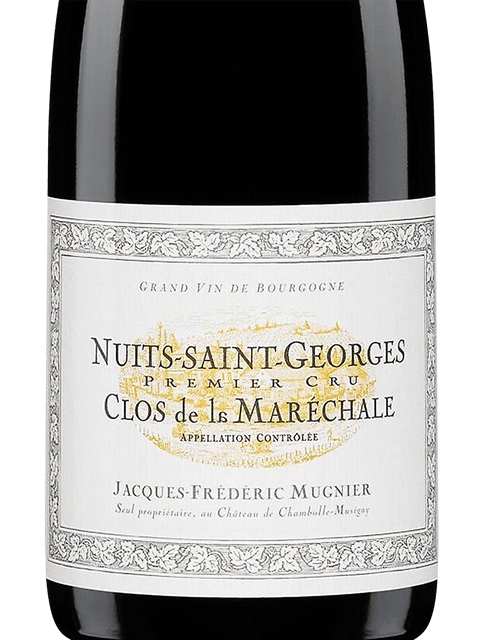 GRAND VIN DE BOURGOGNE
NUITS-SAINT-GEORGES
PREMIER CRU
CLOS de la MARÉCHALE
APPELLATION CONTRÔLÉE
JACQUES-FRÉDÉRIC MUGNIER
Seul propriétaire, au Château de Chambolle-Musigny